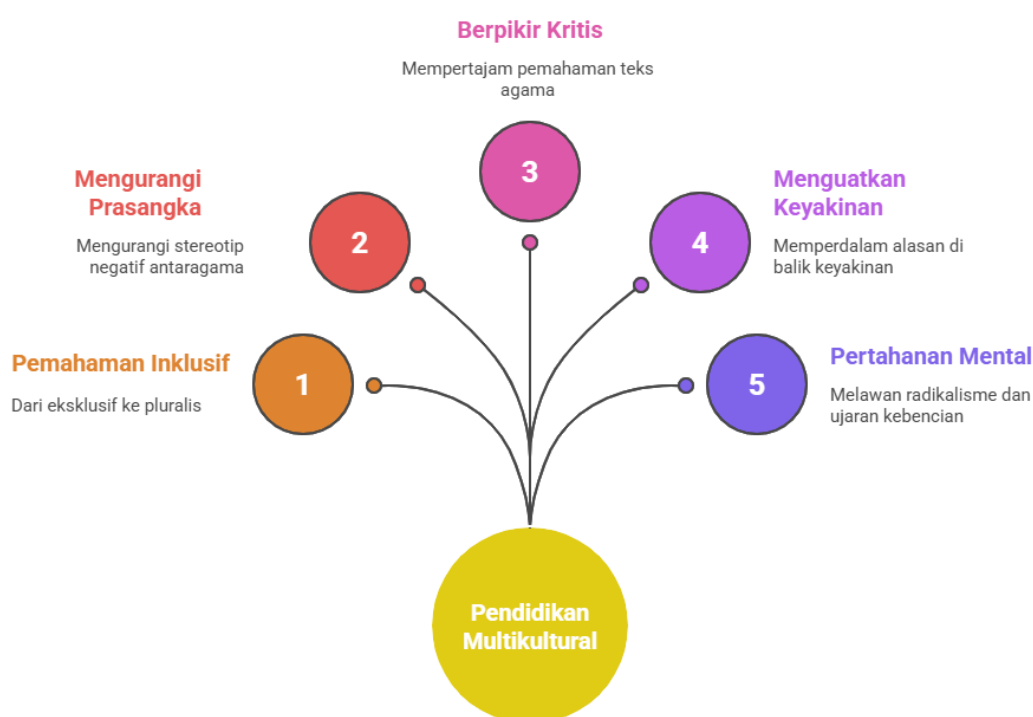 Berpikir Kritis
Mempertajam pemahaman teks
agama
3
Mengurangi
Prasangka
Mengurangi stereotip
negatif antaragama
2
4
Menguatkan
Keyakinan
Memperdalam alasan di
balik keyakinan
Pemahaman Inklusif
Dari eksklusif ke pluralis
1
5
Pertahanan Mental
Melawan radikalisme dan
ujaran kebencian
Pendidikan
Multikultural